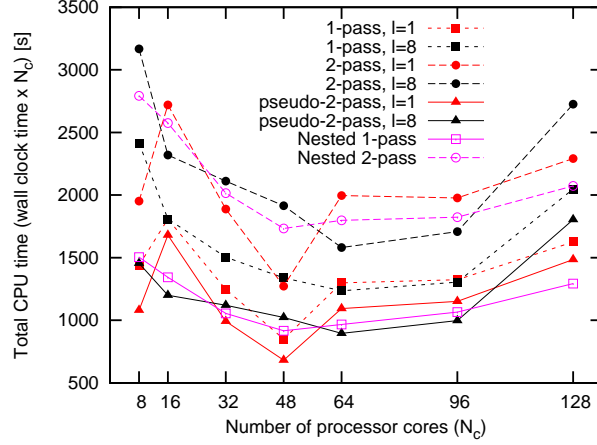 Total CPU time (wall clock time x N_c) [s]
3500
3000
2500
2000
1500
1000
500
1-pass, l=1
1-pass, l=8
2-pass, l=1
2-pass, l=8
pseudo-2-pass, l=1
pseudo-2-pass, l=8
Nested 1-pass
Nested 2-pass
8 16 32 48 64 96 128
Number of processor cores (N_c)